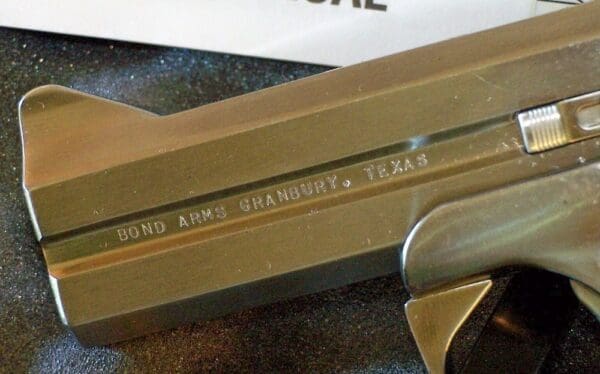 BOND ARMS GRANBURY, TEXAS